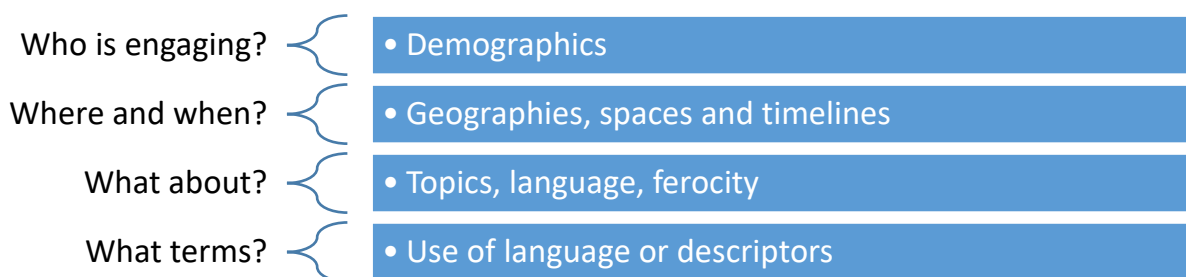 Who is engaging?
• Demographics
Where and when?
• Geographies, spaces and timelines
What about?
• Topics, language, ferocity
What terms?
• Use of language or descriptors